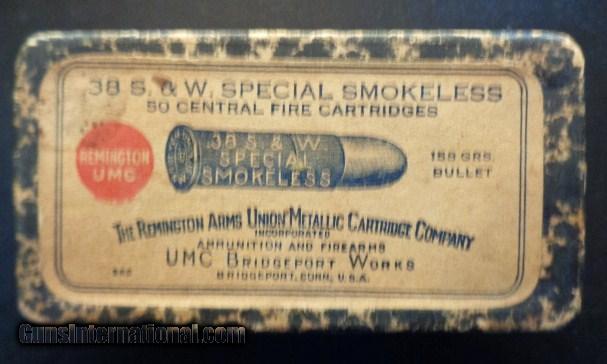 38 S. & W. SPECIAL SMOKELESS
50 CENTRAL FIRE CARTRIDGES
REMINGTON
UMC
.38 S. & W.
SPECIAL
SMOKELESS
158 GRS.
BULLET
THE REMINGTON ARMS UNION METALLIC CARTRIDGE COMPANY
INCORPORATED
AMMUNITION AND FIREARMS
UMC BRIDGEPORT WORKS
BRIDGEPORT, CONN., U.S.A.
GunsInternational.com